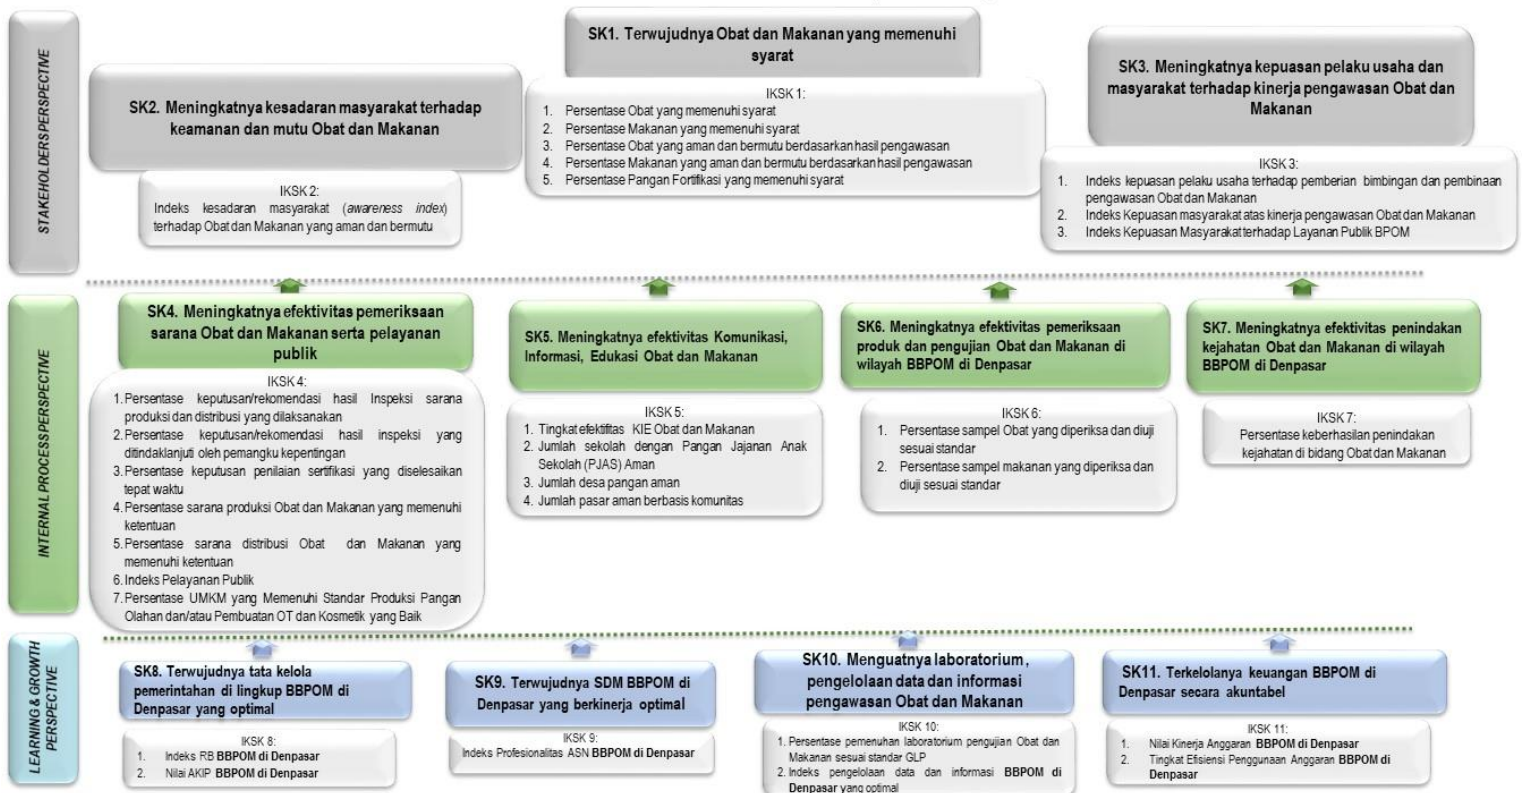 STAKEHOLDERSPERSPECTIVE
SK2. Meningkatnya kesadaran masyarakat terhadap
keamanan dan mutu Obat dan Makanan
IKSK 2:
Indeks kesadaran masyarakat (awareness index)
terhadap Obat dan Makanan yang aman dan bermutu
SK1. Terwujudnya Obat dan Makanan yang memenuhi
syarat
IKSK 1:
1. Persentase Obat yang memenuhi syarat
2. Persentase Makanan yang memenuhi syarat
3. Persentase Obat yang aman dan bermutu berdasarkan hasil pengawasan
4. Persentase Makanan yang aman dan bermutu berdasarkan hasil pengawasan
5. Persentase Pangan Fortifikasi yang memenuhi syarat
SK3. Meningkatnya kepuasan pelaku usaha dan
masyarakat terhadap kinerja pengawasan Obat dan
Makanan
IKSK 3:
1. Indeks kepuasan pelaku usaha terhadap pemberian bimbingan dan pembinaan
pengawasan Obat dan Makanan
2. Indeks Kepuasan masyarakat atas kinerja pengawasan Obat dan Makanan
3. Indeks Kepuasan Masyarakat terhadap Layanan Publik BPOM
INTERNAL PROCESSPERSPECTIVE
SK4. Meningkatnya efektivitas pemeriksaan
sarana Obat dan Makanan serta pelayanan
publik
IKSK 4:
1. Persentase keputusan/rekomendasi hasil Inspeksi sarana
produksi dan distribusi yang dilaksanakan
2. Persentase keputusan/rekomendasi hasil inspeksi yang
ditindaklanjuti oleh pemangku kepentingan
3. Persentase keputusan penilaian sertifikasi yang diselesaikan
tepat waktu
4. Persentase sarana produksi Obat dan Makanan yang memenuhi
ketentuan
5. Persentase sarana distribusi Obat dan Makanan yang
memenuhi ketentuan
6. Indeks Pelayanan Publik
7. Persentase UMKM yang Memenuhi Standar Produksi Pangan
Olahan dan/atau Pembuatan OT dan Kosmetik yang Baik
SK5. Meningkatnya efektivitas Komunikasi,
Informasi, Edukasi Obat dan Makanan
IKSK 5:
1. Tingkat efektifitas KIE Obat dan Makanan
2. Jumlah sekolah dengan Pangan Jajanan Anak
Sekolah (PJAS) Aman
3. Jumlah desa pangan aman
4. Jumlah pasar aman berbasis komunitas
SK6. Meningkatnya efektivitas pemeriksaan
produk dan pengujian Obat dan Makanan di
wilayah BBPOM di Denpasar
IKSK 6:
1. Persentase sampel Obat yang diperiksa dan diuji
sesuai standar
2. Persentase sampel makanan yang diperiksa dan
diuji sesuai standar
SK7. Meningkatnya efektivitas penindakan
kejahatan Obat dan Makanan di wilayah
BBPOM di Denpasar
IKSK 7:
Persentase keberhasilan penindakan
kejahatan di bidang Obat dan Makanan
LEARNING & GROWTH
PERSPECTIVE
SK8. Terwujudnya tata kelola
pemerintahan di lingkup BBPOM di
Denpasar yang optimal
IKSK 8:
1. Indeks RB BBPOM di Denpasar
2. Nilai AKIP BBPOM di Denpasar
SK9. Terwujudnya SDM BBPOM di
Denpasar yang berkinerja optimal
IKSK 9:
Indeks Profesionalitas ASN BBPOM di Denpasar
SK10. Menguatnya laboratorium,
pengelolaan data dan informasi
pengawasan Obat dan Makanan
IKSK 10:
1. Persentase pemenuhan laboratorium pengujian Obat dan
Makanan sesuai standar GLP
2. Indeks pengelolaan data dan informasi BBPOM di
Denpasar yang optimal
SK11. Terkelolanya keuangan BBPOM di
Denpasar secara akuntabel
IKSK 11:
1. Nilai Kinerja Anggaran BBPOM di Denpasar
2. Tingkat Efisiensi Penggunaan Anggaran BBPOM di
Denpasar